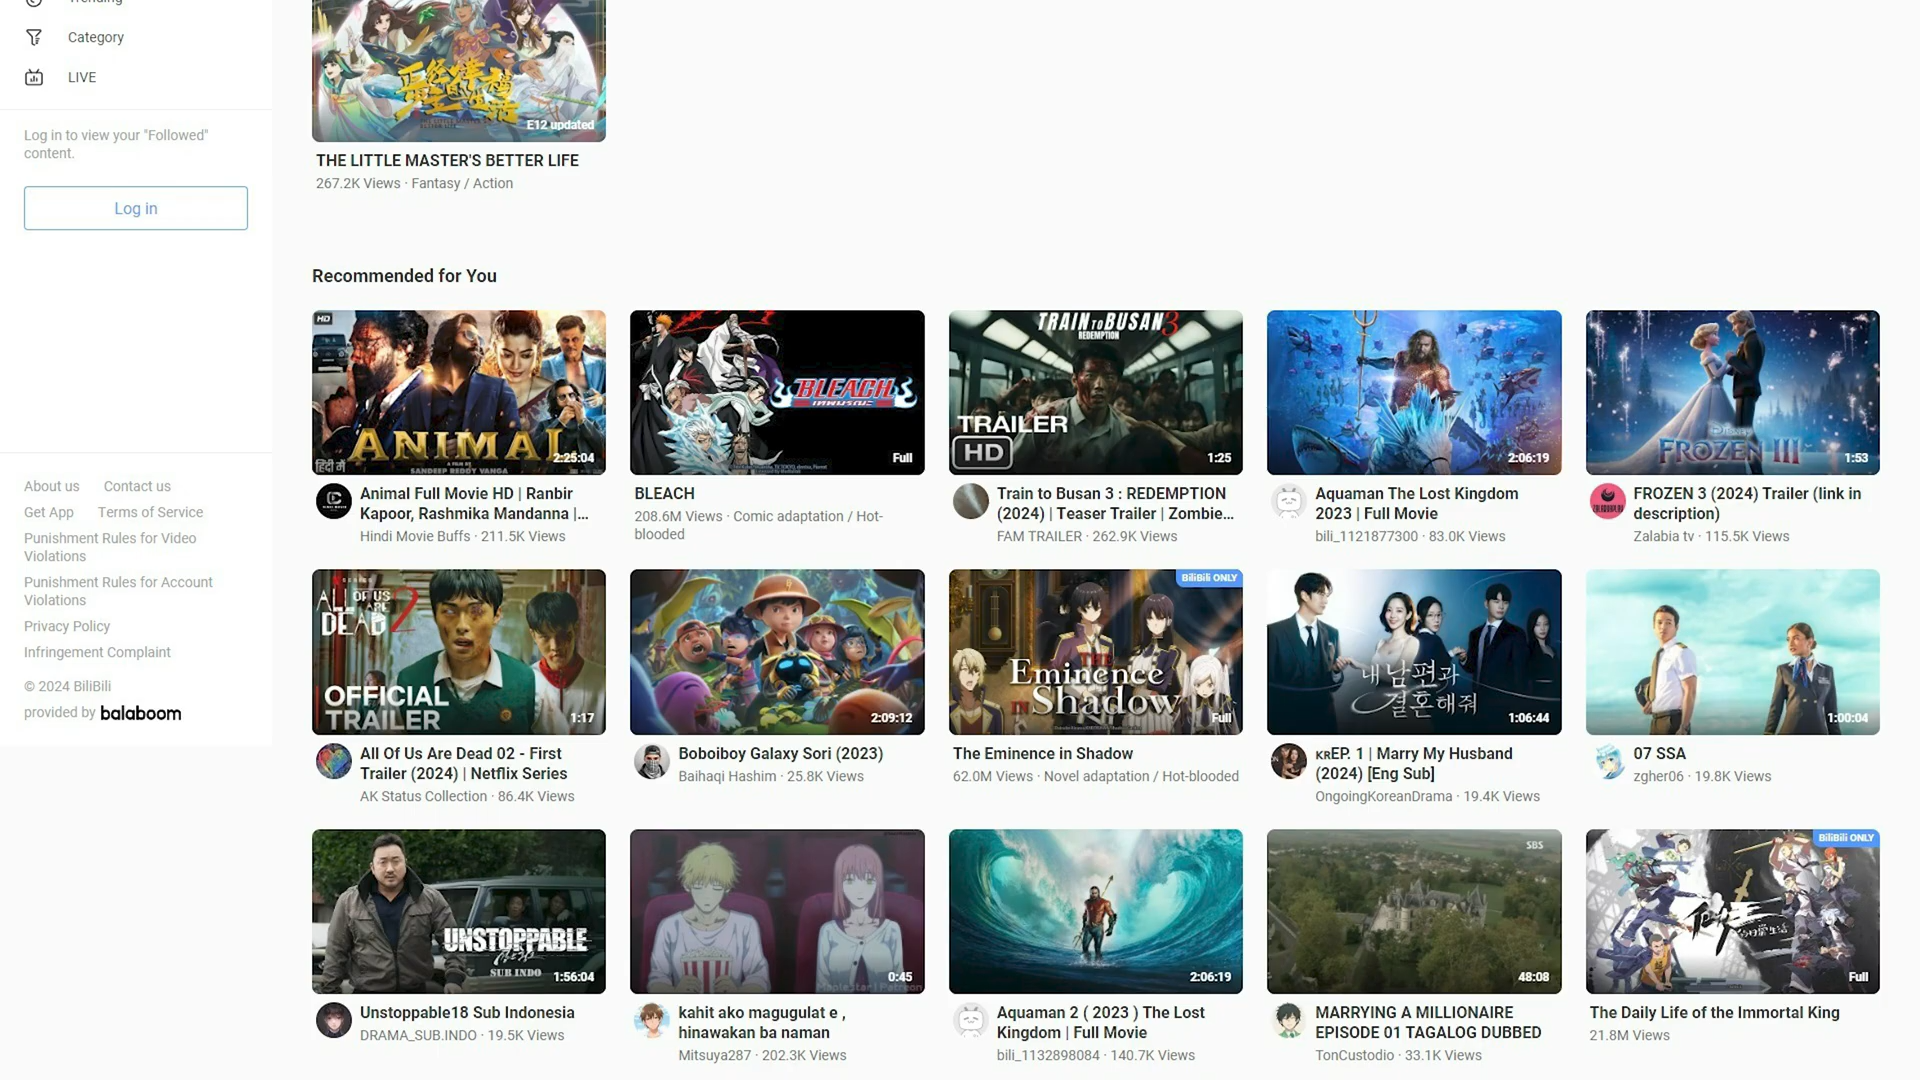 Trending
Category
LIVE
Log in to view your "Followed"
content.
Log in
About us
Contact us
Get App
Terms of Service
Punishment Rules for Video
Violations
Punishment Rules for Account
Violations
Privacy Policy
Infringement Complaint
© 2024 BiliBili
provided by balaboom
E12 updated
THE LITTLE MASTER'S BETTER LIFE
267.2K Views · Fantasy / Action
Recommended for You
HD
ANIMAL
A FILM BY
SANDEEP REDDY VANGA
हिंदी में
2:25:04
Animal Full Movie HD | Ranbir
Kapoor, Rashmika Mandanna |...
Hindi Movie Buffs · 211.5K Views
BLEACH
Full
BLEACH
208.6M Views · Comic adaptation / Hot-
blooded
TRAIN TO BUSAN 3
REDEMPTION
TRAILER
HD
1:25
Train to Busan 3 : REDEMPTION
(2024) | Teaser Trailer | Zombie...
FAM TRAILER · 262.9K Views
2:06:19
Aquaman The Lost Kingdom
2023 | Full Movie
bili_1121877300 · 83.0K Views
Disney
FROZEN III
1:53
FROZEN 3 (2024) Trailer (link in
description)
Zalabia tv · 115.5K Views
SERIES
ALL OF US
ARE
DEAD 2
OFFICIAL
TRAILER
1:17
All Of Us Are Dead 02 - First
Trailer (2024) | Netflix Series
AK Status Collection · 86.4K Views
2:09:12
Boboiboy Galaxy Sori (2023)
Baihaqi Hashim · 25.8K Views
BiliBili ONLY
THE
Eminence
IN Shadow
Full
The Eminence in Shadow
62.0M Views · Novel adaptation / Hot-blooded
내 남편과
결혼해줘
1:06:44
ᴋʀEP. 1 | Marry My Husband
(2024) [Eng Sub]
OngoingKoreanDrama · 19.4K Views
1:00:04
07 SSA
zgher06 · 19.8K Views
UNSTOPPABLE
SUB INDO
1:56:04
Unstoppable18 Sub Indonesia
DRAMA_SUB.INDO · 19.5K Views
0:45
MapleStar | Patreon
kahit ako magugulat e ,
hinawakan ba naman
Mitsuya287 · 202.3K Views
2:06:19
Aquaman 2 ( 2023 ) The Lost
Kingdom | Full Movie
bili_1132898084 · 140.7K Views
SBS
48:08
MARRYING A MILLIONAIRE
EPISODE 01 TAGALOG DUBBED
TonCustodio · 33.1K Views
BiliBili ONLY
Full
The Daily Life of the Immortal King
21.8M Views